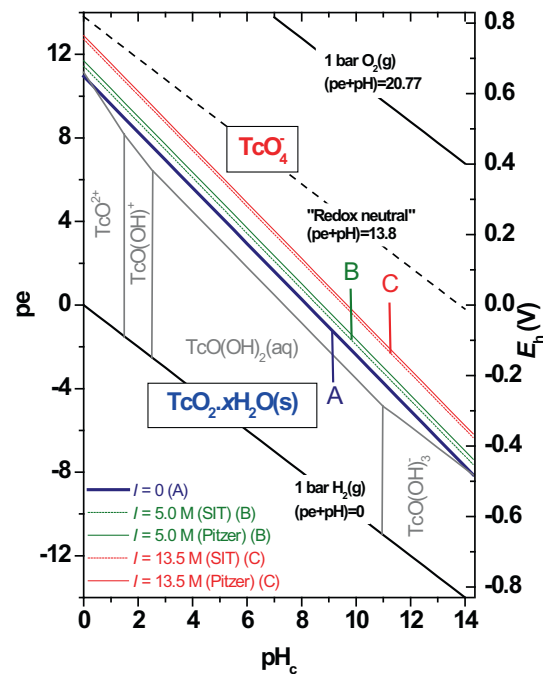 12
8
4
0
-4
-8
-12
pe
0.8
0.6
0.4
0.2
0.0
-0.2
-0.4
-0.6
-0.8
E_h (V)
1 bar O₂(g)
(pe+pH)=20.77
TcO₄⁻
"Redox neutral"
(pe+pH)=13.8
TcO²⁺
TcO(OH)⁺
B
C
TcO(OH)₂(aq)
A
TcO₂.xH₂O(s)
TcO(OH)₃⁻
1 bar H₂(g)
(pe+pH)=0
I = 0 (A)
I = 5.0 M (SIT) (B)
I = 5.0 M (Pitzer) (B)
I = 13.5 M (SIT) (C)
I = 13.5 M (Pitzer) (C)
0 2 4 6 8 10 12 14
pH_c